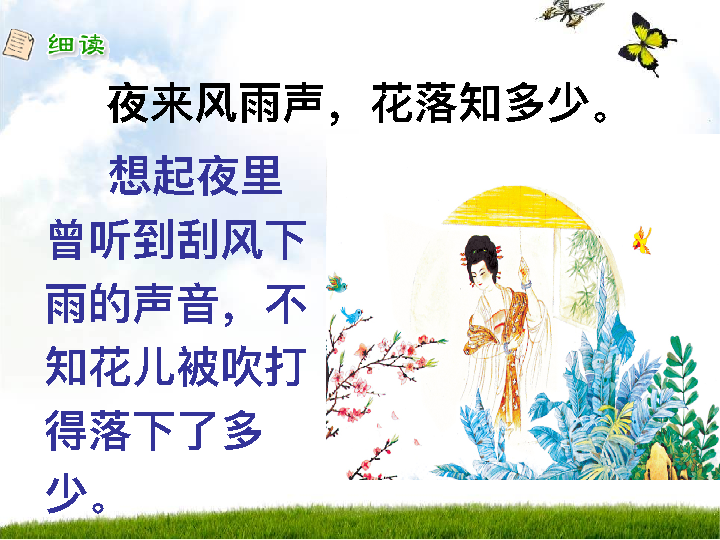 细读
夜来风雨声，花落知多少。
想起夜里
曾听到刮风下
雨的声音，不
知花儿被吹打
得落下了多
少。